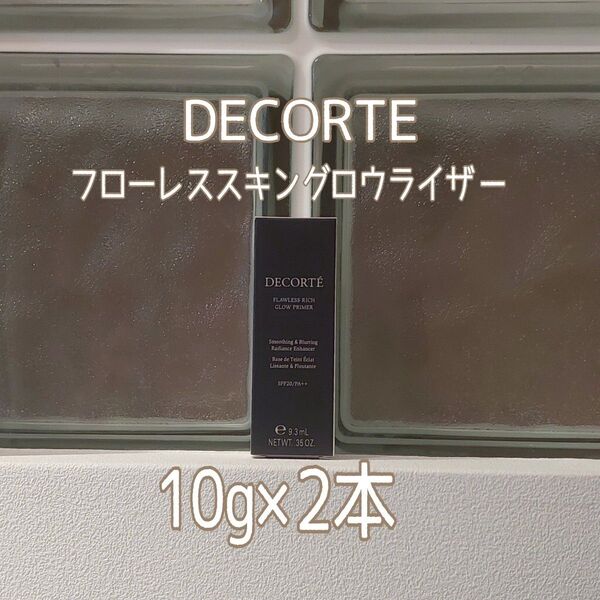 DECORTE
フローレススキングロウライザー
DECORTÉ
FLAWLESS RICH
GLOW PRIMER
Smoothing & Blurring
Radiance Enhancer
Base de Teint Éclat
Lissante & Floutante
SPF20/PA++
℮ 9.3mL
NET WT. .35 OZ.
10g×2本